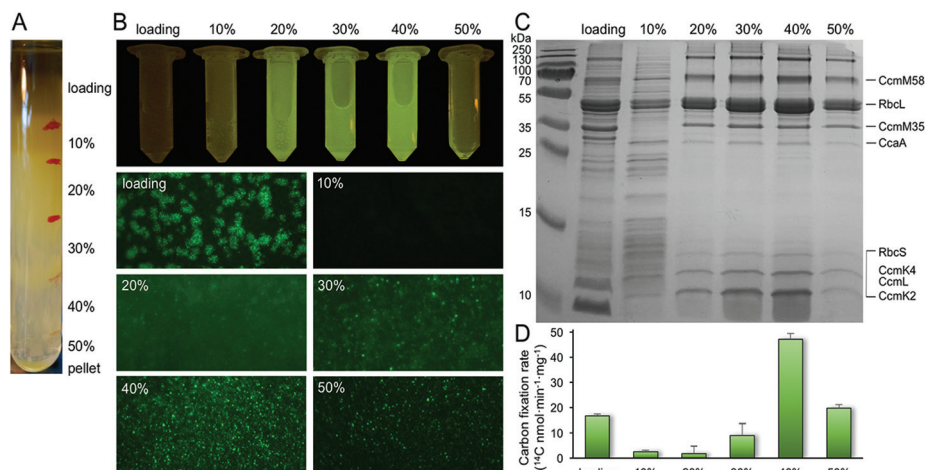 A
loading
10%
20%
30%
40%
50%
pellet
B
loading 10% 20% 30% 40% 50%
loading
10%
20%
30%
40%
50%
C
loading 10% 20% 30% 40% 50%
kDa
250
130
100
70
55
35
25
15
10
CcmM58
RbcL
CcmM35
CcaA
RbcS
CcmK4
CcmL
CcmK2
D
Carbon fixation rate
(¹⁴C nmol·min⁻¹·mg⁻¹)
50
40
30
20
10
0